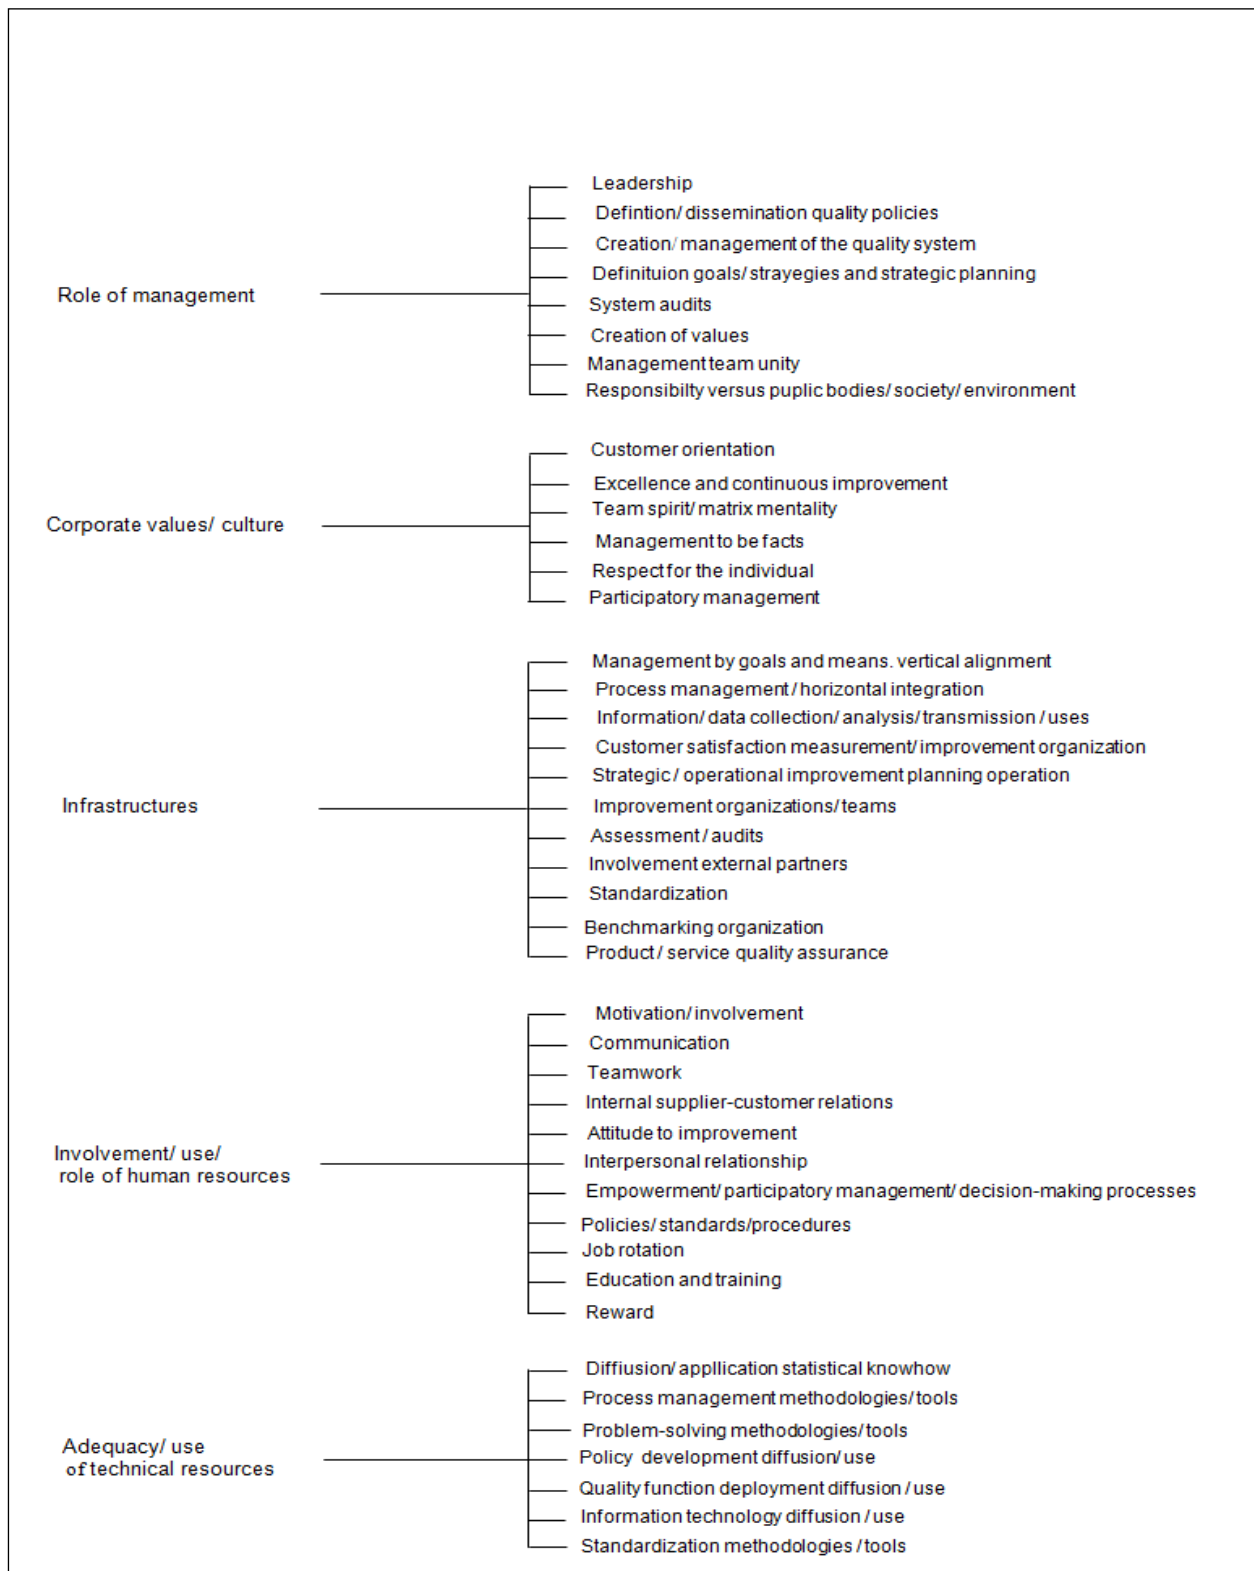 Role of management
Leadership
Defintion/ dissemination quality policies
Creation/ management of the quality system
Definituion goals/ strayegies and strategic planning
System audits
Creation of values
Management team unity
Responsibilty versus puplic bodies/ society/ environment
Corporate values/ culture
Customer orientation
Excellence and continuous improvement
Team spirit/ matrix mentality
Management to be facts
Respect for the individual
Participatory management
Infrastructures
Management by goals and means. vertical alignment
Process management / horizontal integration
Information/ data collection/ analysis/ transmission / uses
Customer satisfaction measurement/ improvement organization
Strategic / operational improvement planning operation
Improvement organizations/ teams
Assessment / audits
Involvement external partners
Standardization
Benchmarking organization
Product / service quality assurance
Involvement/ use/
role of human resources
Motivation/ involvement
Communication
Teamwork
Internal supplier-customer relations
Attitude to improvement
Interpersonal relationship
Empowerment/ participatory management/ decision-making processes
Policies/ standards/procedures
Job rotation
Education and training
Reward
Adequacy/ use
of technical resources
Diffiusion/ appllication statistical knowhow
Process management methodologies/ tools
Problem-solving methodologies/ tools
Policy development diffusion/ use
Quality function deployment diffusion / use
Information technology diffusion / use
Standardization methodologies / tools